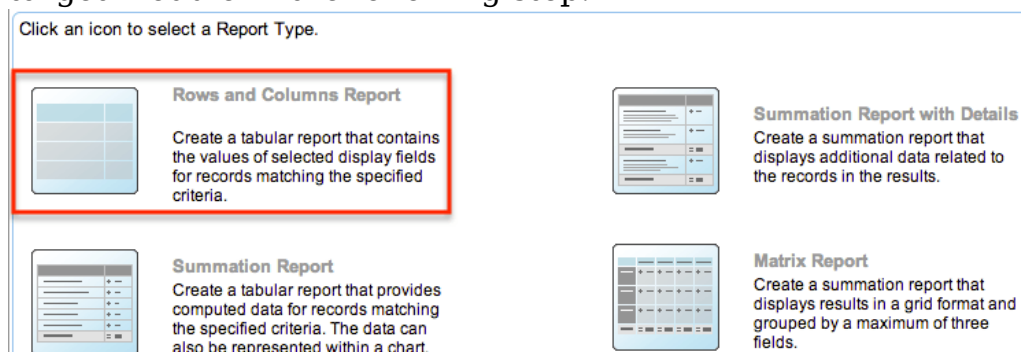 Click an icon to select a Report Type.
Rows and Columns Report
Create a tabular report that contains
the values of selected display fields
for records matching the specified
criteria.
Summation Report with Details
Create a summation report that
displays additional data related to
the records in the results.
Summation Report
Create a tabular report that provides
computed data for records matching
the specified criteria. The data can
also be represented within a chart.
Matrix Report
Create a summation report that
displays results in a grid format and
grouped by a maximum of three
fields.